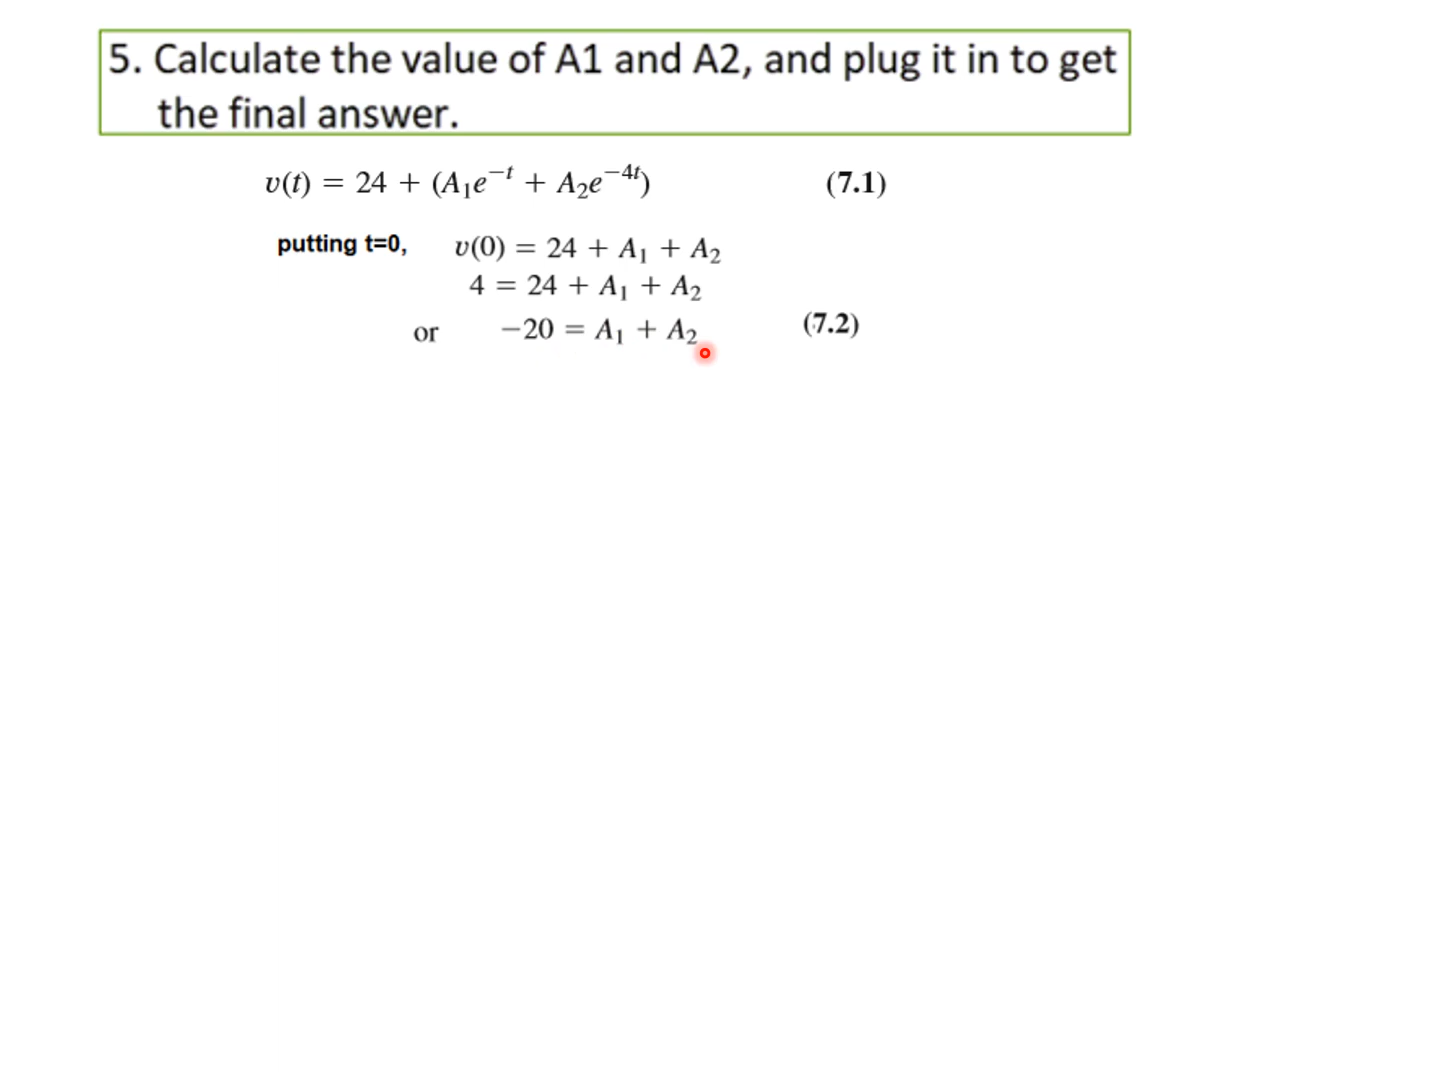 5. Calculate the value of A1 and A2, and plug it in to get
the final answer.
v(t) = 24 + (A₁e⁻ᵗ + A₂e⁻⁴ᵗ) (7.1)
putting t=0, v(0) = 24 + A₁ + A₂
4 = 24 + A₁ + A₂
or −20 = A₁ + A₂ (7.2)